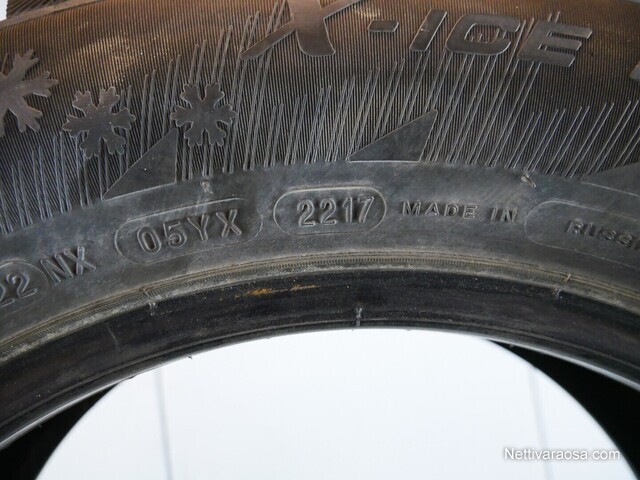 X-ICE
22 NX 05YX 2217 MADE IN
Nettivaraosa.com